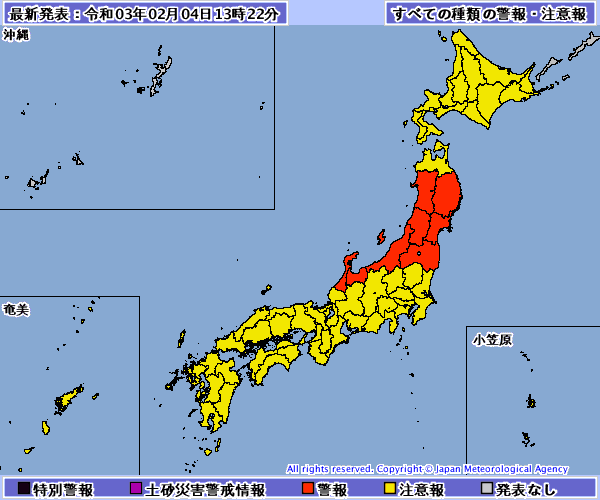 最新発表：令和03年02月04日13時22分
すべての種類の警報・注意報
沖縄
奄美
小笠原
All rights reserved. Copyright © Japan Meteorological Agency
特別警報
土砂災害警戒情報
警報
注意報
発表なし